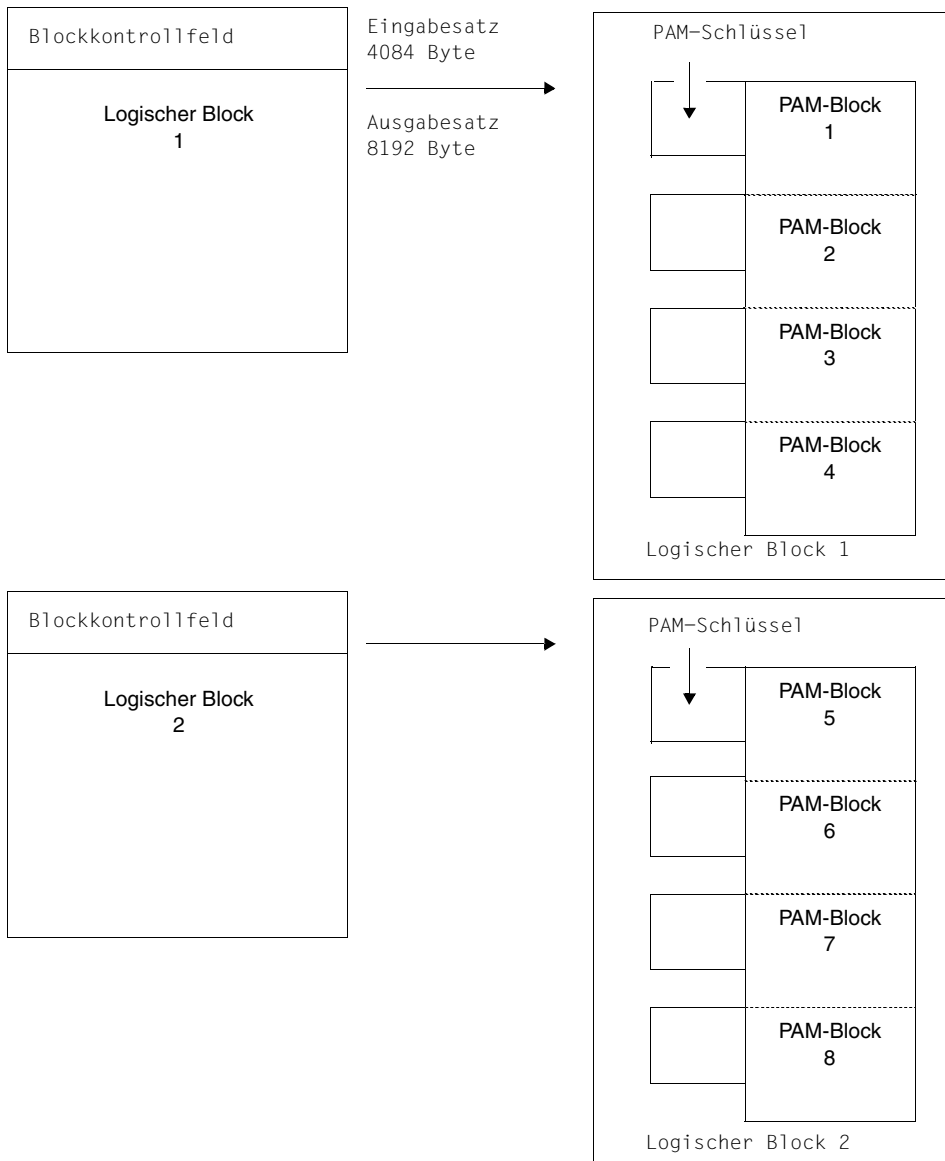 Blockkontrollfeld
Logischer Block
1
Eingabesatz
4084 Byte
Ausgabesatz
8192 Byte
PAM-Schlüssel
PAM-Block
1
PAM-Block
2
PAM-Block
3
PAM-Block
4
Logischer Block 1
Blockkontrollfeld
Logischer Block
2
PAM-Schlüssel
PAM-Block
5
PAM-Block
6
PAM-Block
7
PAM-Block
8
Logischer Block 2